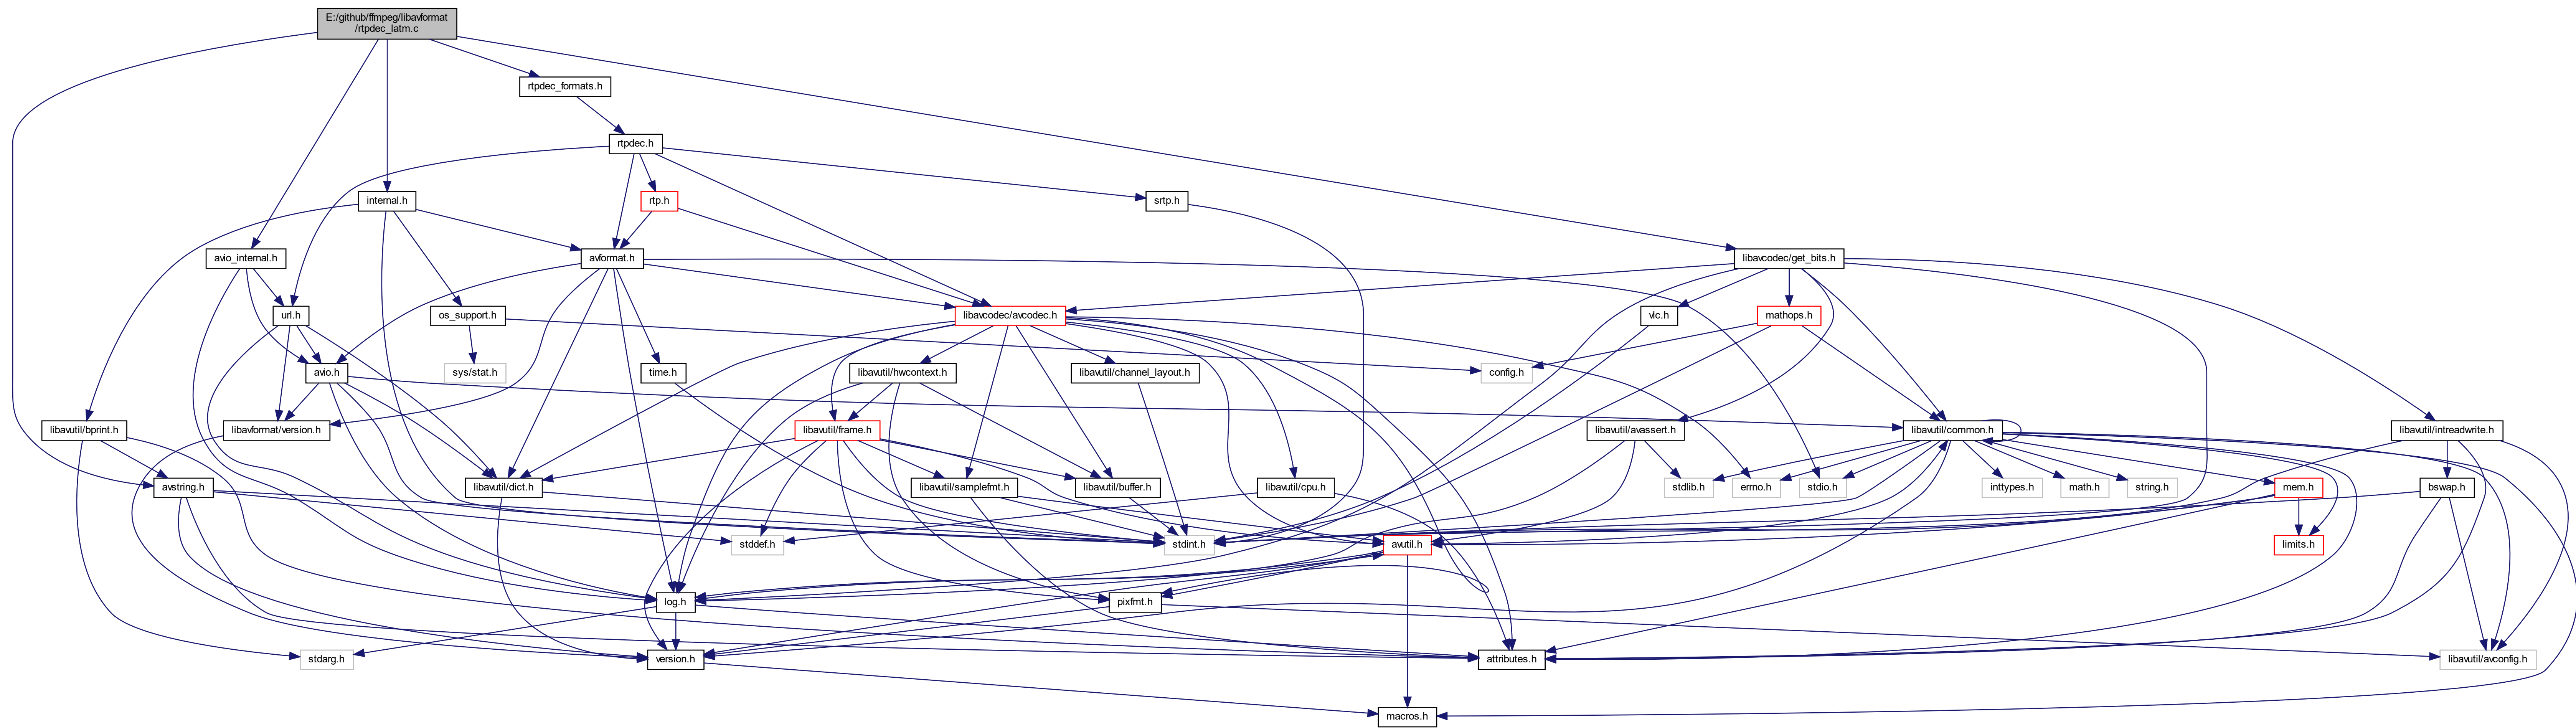 E:/github/ffmpeg/libavformat
/rtpdec_latm.c
rtpdec_formats.h
rtpdec.h
internal.h
rtp.h
srtp.h
avio_internal.h
avformat.h
libavcodec/get_bits.h
url.h
os_support.h
libavcodec/avcodec.h
vlc.h
mathops.h
avio.h
sys/stat.h
time.h
libavutil/hwcontext.h
libavutil/channel_layout.h
config.h
libavutil/bprint.h
libavformat/version.h
libavutil/frame.h
libavutil/avassert.h
libavutil/common.h
libavutil/intreadwrite.h
avstring.h
libavutil/dict.h
libavutil/samplefmt.h
libavutil/buffer.h
libavutil/cpu.h
stdlib.h
errno.h
stdio.h
inttypes.h
math.h
string.h
mem.h
bswap.h
stddef.h
stdint.h
avutil.h
limits.h
log.h
pixfmt.h
stdarg.h
version.h
attributes.h
libavutil/avconfig.h
macros.h